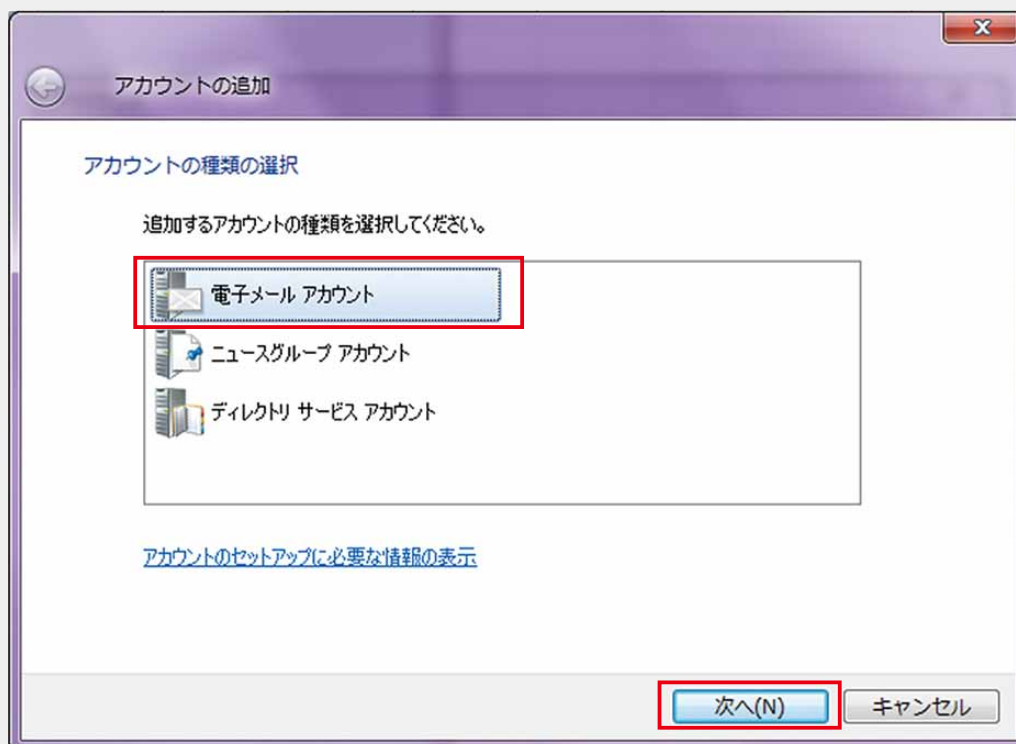 アカウントの追加
アカウントの種類の選択
追加するアカウントの種類を選択してください。
電子メール アカウント
ニュースグループ アカウント
ディレクトリ サービス アカウント
アカウントのセットアップに必要な情報の表示
次へ(N)
キャンセル